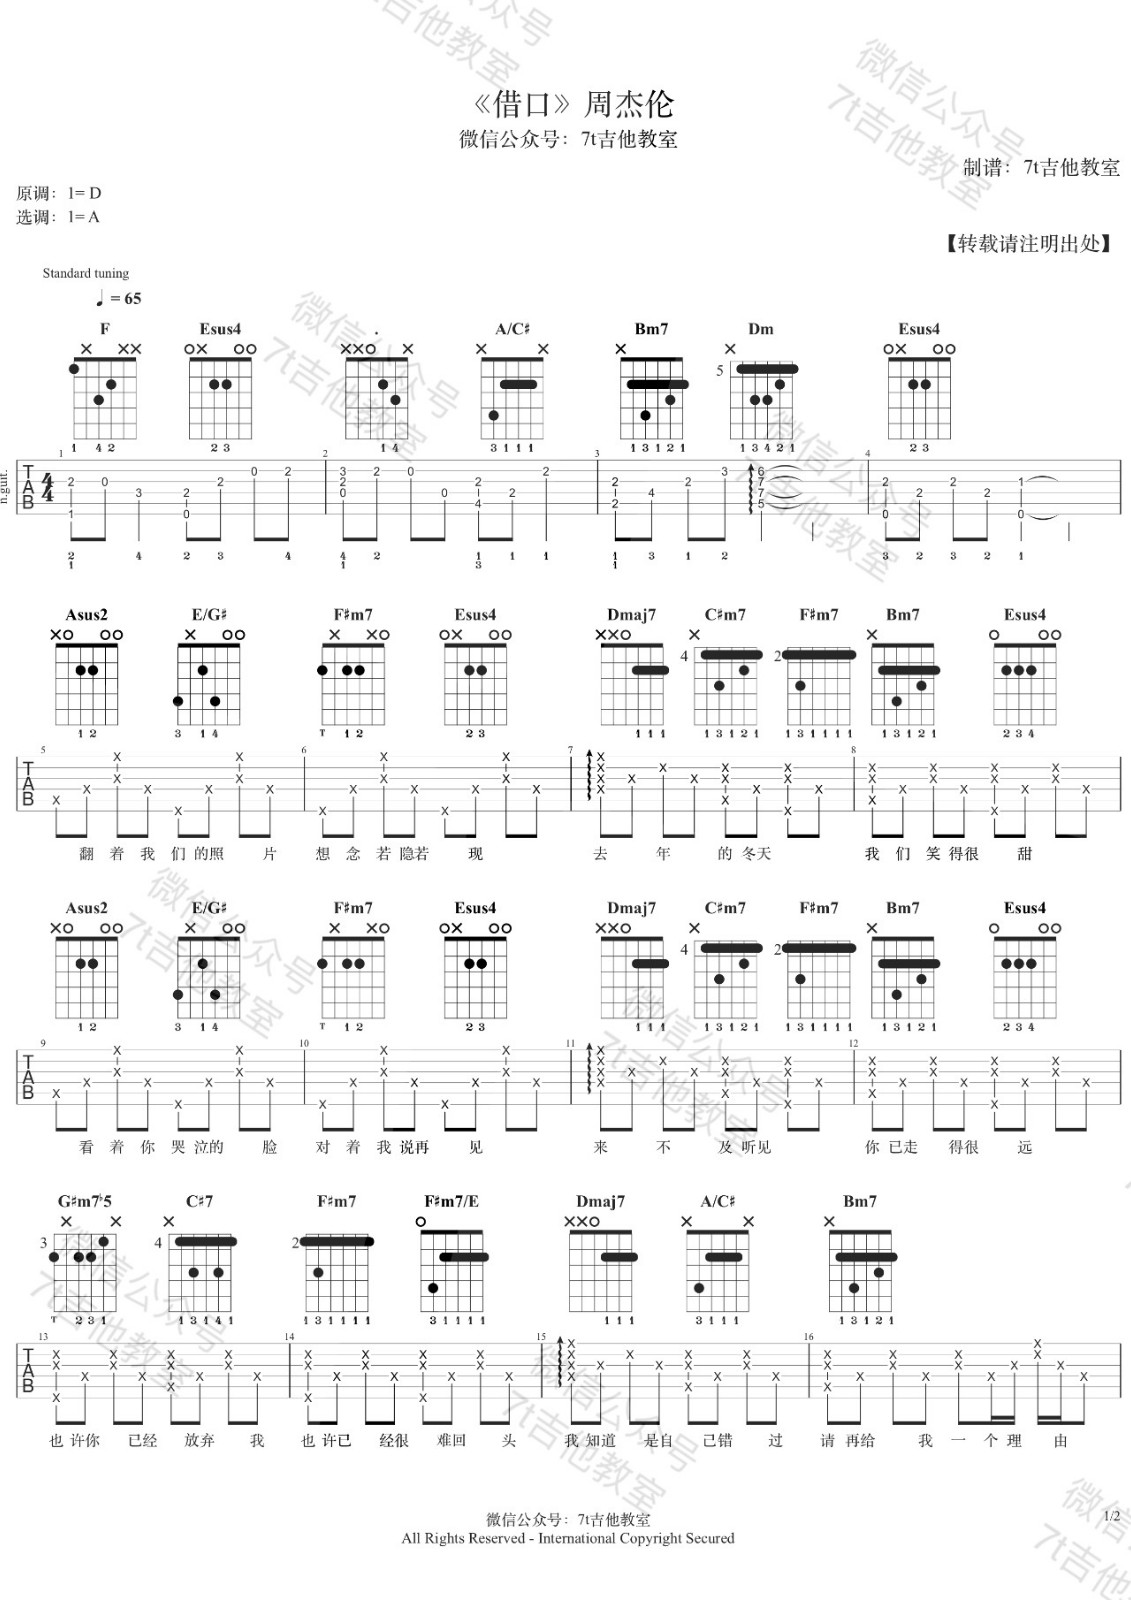 《借口》周杰伦
微信公众号：7t吉他教室
制谱：7t吉他教室
原调：1= D
选调：1= A
【转载请注明出处】
Standard tuning
♩ = 65
F Esus4 . A/C♯ Bm7 Dm Esus4
n.guit.
Asus2 E/G♯ F♯m7 Esus4 Dmaj7 C♯m7 F♯m7 Bm7 Esus4
翻 着 我 们 的照 片 想 念 若 隐若 现 去 年 的 冬天 我 们 笑 得很 甜
Asus2 E/G♯ F♯m7 Esus4 Dmaj7 C♯m7 F♯m7 Bm7 Esus4
看 着 你 哭 泣的 脸 对 着 我 说再 见 来 不 及 听见 你 已走 得很 远
G♯m7♭5 C♯7 F♯m7 F♯m7/E Dmaj7 A/C♯ Bm7
也 许你 已经 放弃 我 也 许已 经很 难回 头 我 知道 是自 己错 过 请 再给 我 一 个 理 由
微信公众号：7t吉他教室
All Rights Reserved - International Copyright Secured
1/2